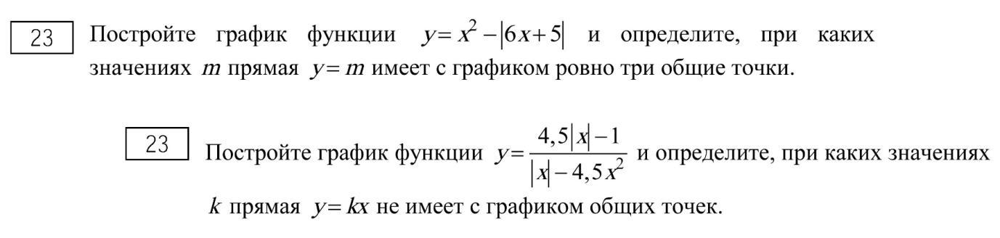 23 Постройте график функции y = x² − |6x + 5| и определите, при каких
значениях m прямая y = m имеет с графиком ровно три общие точки.
23 Постройте график функции y = (4,5|x| − 1) / (|x| − 4,5x²) и определите, при каких значениях
k прямая y = kx не имеет с графиком общих точек.